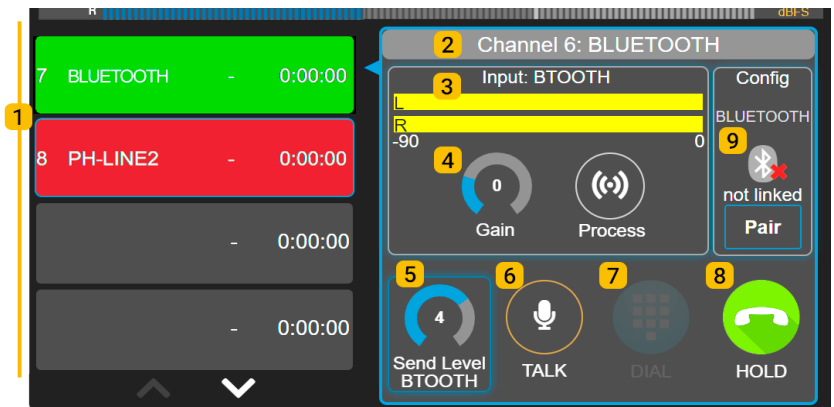 R dBFS
1
7 BLUETOOTH - 0:00:00
8 PH-LINE2 - 0:00:00
- 0:00:00
- 0:00:00
2 Channel 6: BLUETOOTH
3 Input: BTOOTH
L
R
-90 0
4
0
Gain
Process
Config
BLUETOOTH
9
not linked
Pair
5
4
Send Level
BTOOTH
6
TALK
7
DIAL
8
HOLD